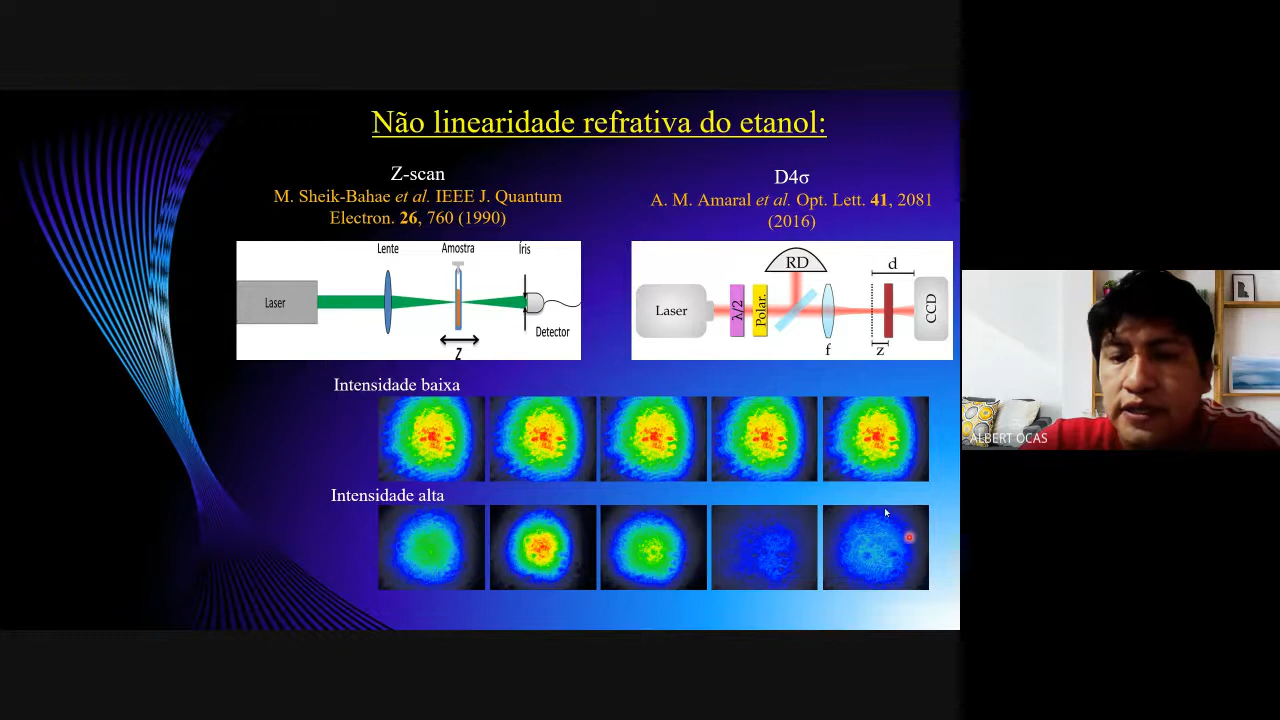 Não linearidade refrativa do etanol:
Z-scan
M. Sheik-Bahae et al. IEEE J. Quantum
Electron. 26, 760 (1990)
D4σ
A. M. Amaral et al. Opt. Lett. 41, 2081
(2016)
Lente
Amostra
Íris
Laser
Detector
Z
RD
d
Laser
λ/2
Polar.
CCD
f
z
Intensidade baixa
Intensidade alta
ALBERT OCAS